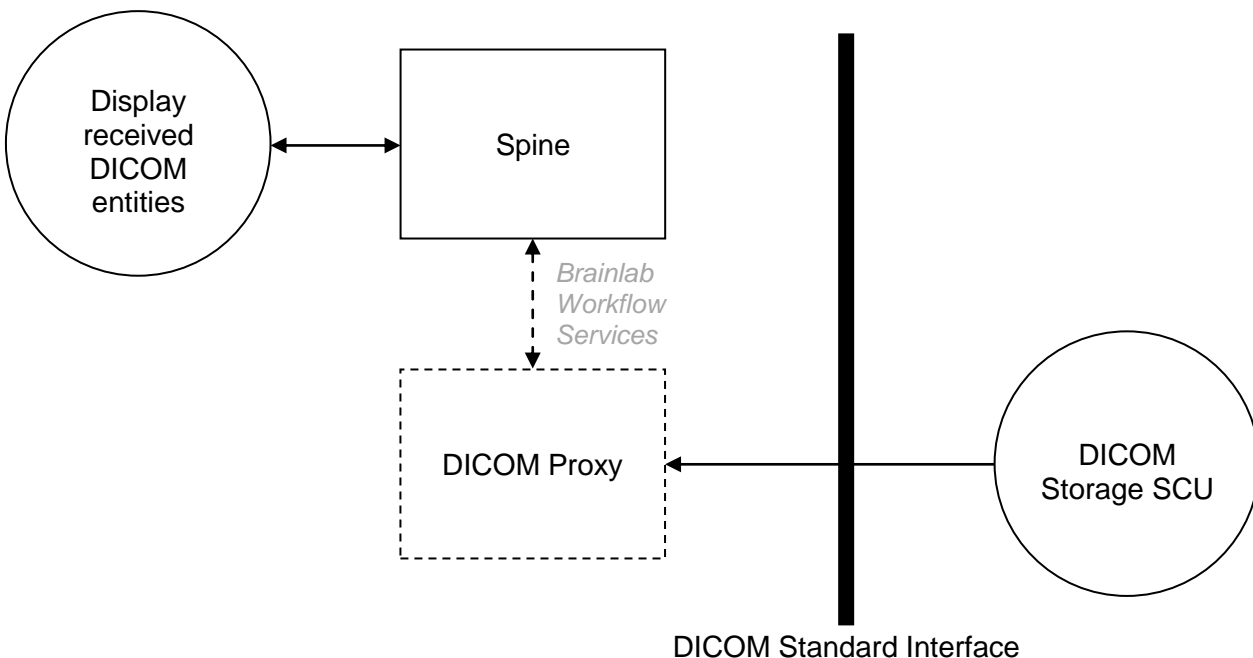 Display
received
DICOM
entities
Spine
Brainlab
Workflow
Services
DICOM Proxy
DICOM
Storage SCU
DICOM Standard Interface